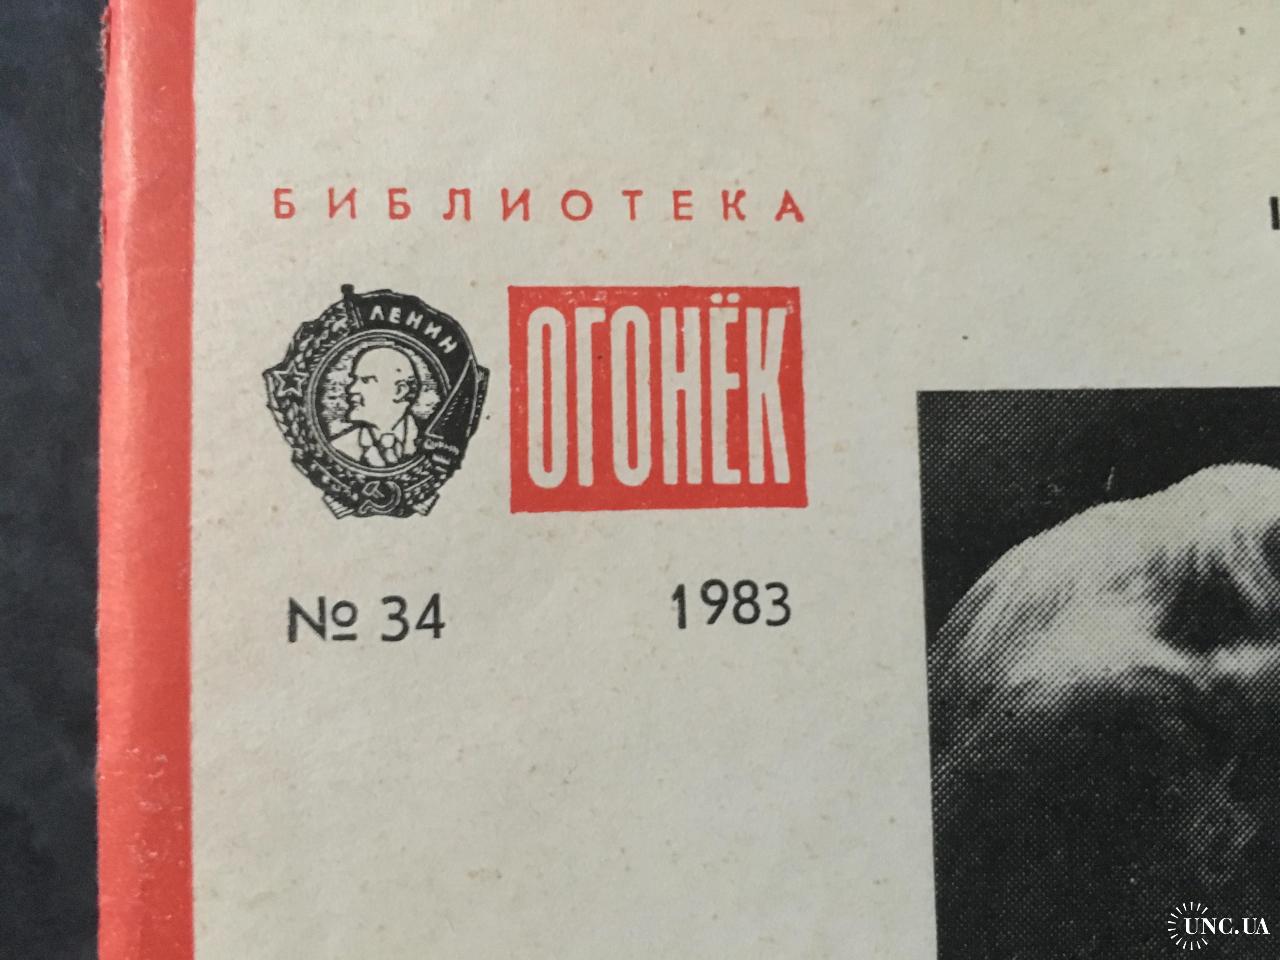 БИБЛИОТЕКА
ЛЕНИН
ОГОНЁК
№ 34 1983
UNC.UA